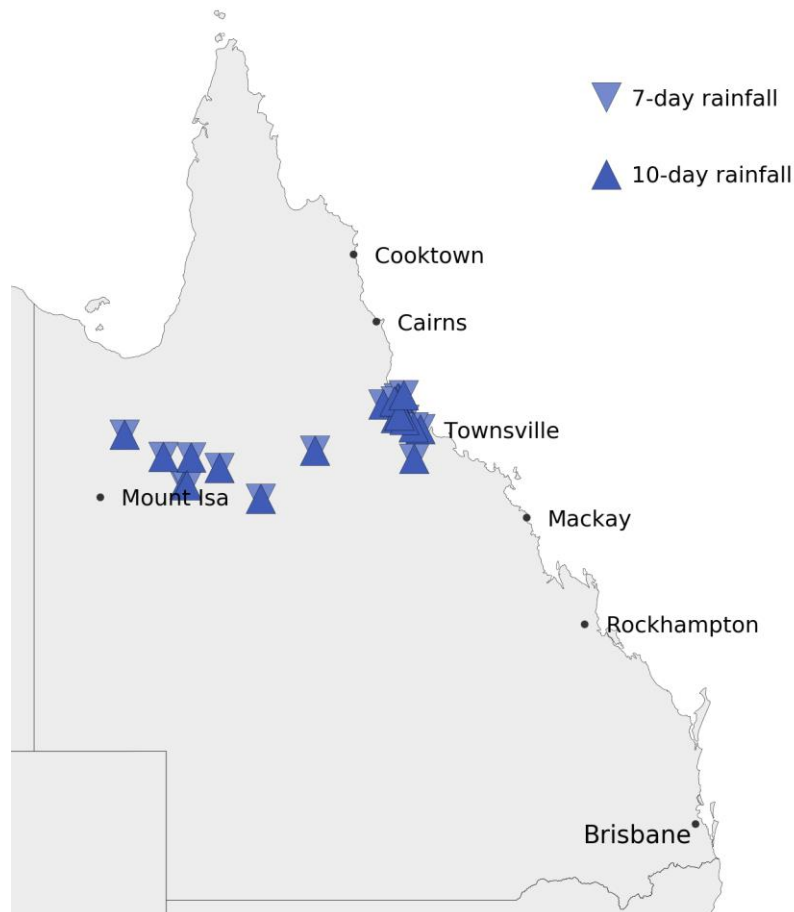 7-day rainfall
10-day rainfall
Cooktown
Cairns
Townsville
Mount Isa
Mackay
Rockhampton
Brisbane